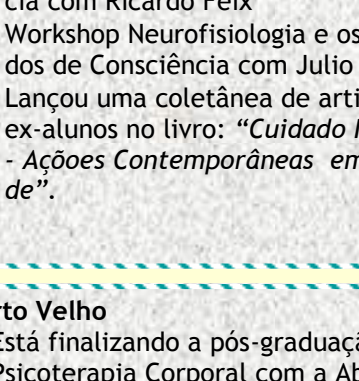 cia com Ricardo Feix
Workshop Neurofisiologia e os
dos de Consciência com Julio
Lançou uma coletânea de arti
ex-alunos no livro: “Cuidado
- Açõoes Contemporâneas em
de”.
rto Velho
Está finalizando a pós-graduaçã
Psicoterapia Corporal com a Ab